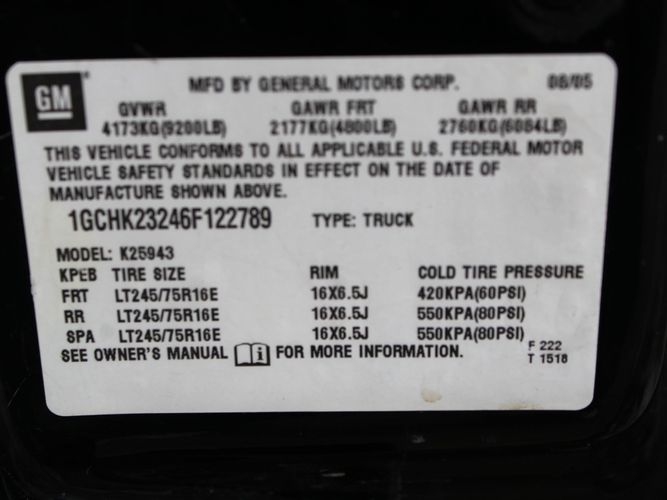 GM
MFD BY GENERAL MOTORS CORP. 08/05
GVWR GAWR FRT GAWR RR
4173KG(9200LB) 2177KG(4800LB) 2760KG(6084LB)
THIS VEHICLE CONFORMS TO ALL APPLICABLE U.S. FEDERAL MOTOR
VEHICLE SAFETY STANDARDS IN EFFECT ON THE DATE OF
MANUFACTURE SHOWN ABOVE.
1GCHK23246F122789 TYPE: TRUCK
MODEL: K25943
KPEB TIRE SIZE RIM COLD TIRE PRESSURE
FRT LT245/75R16E 16X6.5J 420KPA(60PSI)
RR LT245/75R16E 16X6.5J 550KPA(80PSI)
SPA LT245/75R16E 16X6.5J 550KPA(80PSI)
SEE OWNER'S MANUAL i FOR MORE INFORMATION. F 222
T 1518